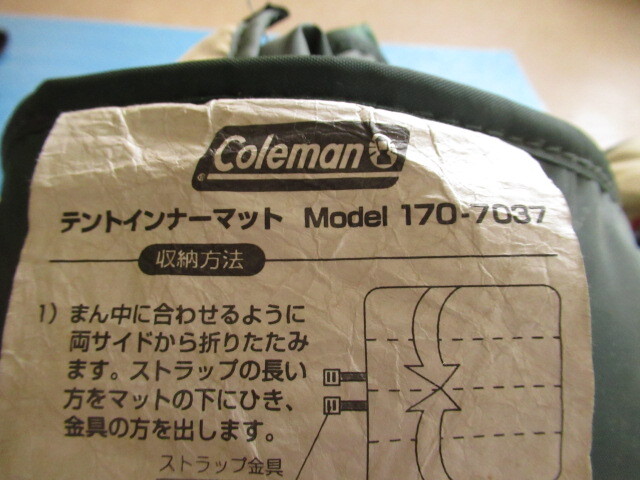 Coleman
テントインナーマット Model 170-7037
収納方法
1) まん中に合わせるように
両サイドから折りたたみ
ます。ストラップの長い
方をマットの下にひき、
金具の方を出します。
ストラップ金具